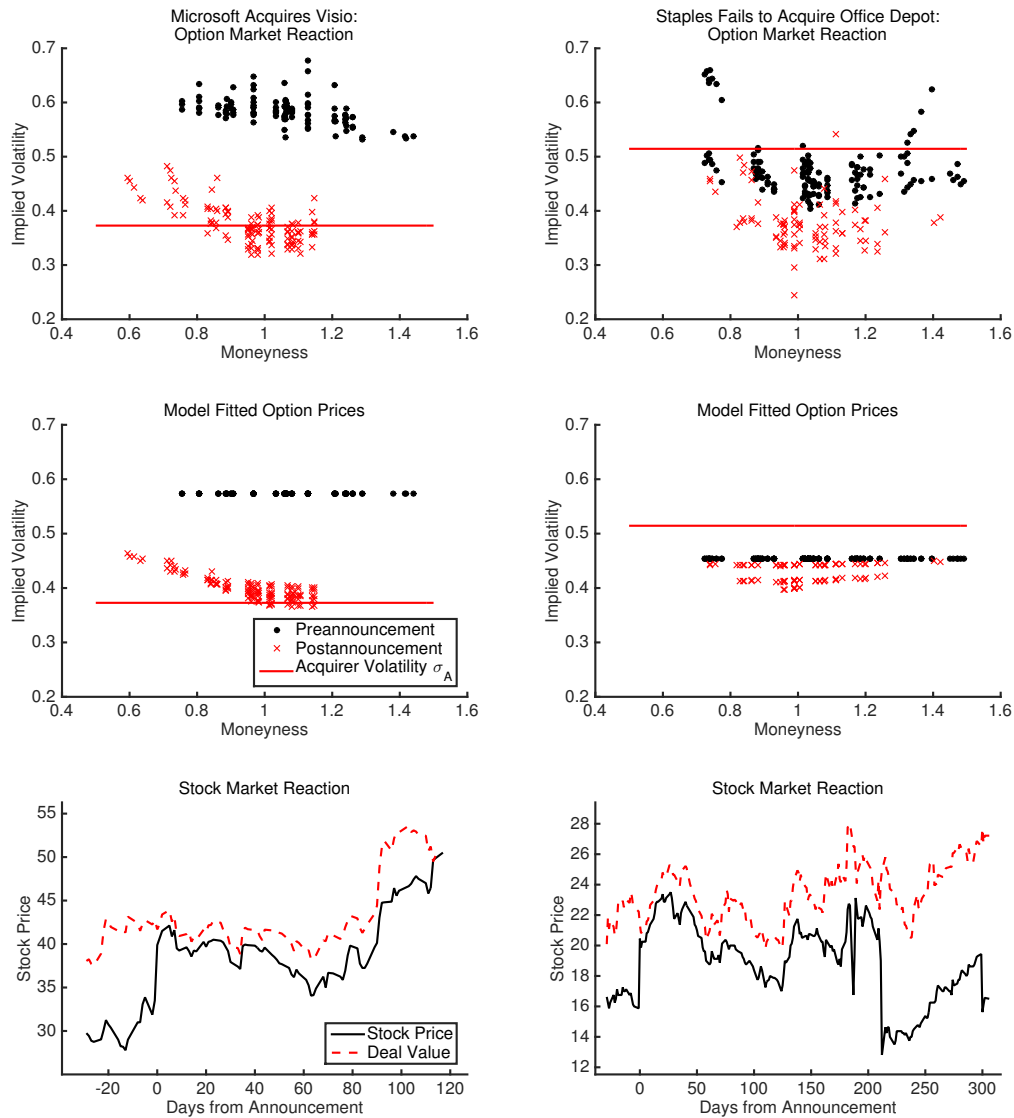 Microsoft Acquires Visio:
Option Market Reaction
0.7
0.6
0.5
0.4
0.3
0.2
Implied Volatility
0.4 0.6 0.8 1 1.2 1.4 1.6
Moneyness
Staples Fails to Acquire Office Depot:
Option Market Reaction
0.7
0.6
0.5
0.4
0.3
0.2
Implied Volatility
0.4 0.6 0.8 1 1.2 1.4 1.6
Moneyness
Model Fitted Option Prices
0.7
0.6
0.5
0.4
0.3
0.2
Implied Volatility
Preannouncement
Postannouncement
Acquirer Volatility σ_A
0.4 0.6 0.8 1 1.2 1.4 1.6
Moneyness
Model Fitted Option Prices
0.7
0.6
0.5
0.4
0.3
0.2
Implied Volatility
0.4 0.6 0.8 1 1.2 1.4 1.6
Moneyness
Stock Market Reaction
55
50
45
40
35
30
Stock Price
Stock Price
Deal Value
-20 0 20 40 60 80 100 120
Days from Announcement
Stock Market Reaction
28
26
24
22
20
18
16
14
12
Stock Price
0 50 100 150 200 250 300
Days from Announcement